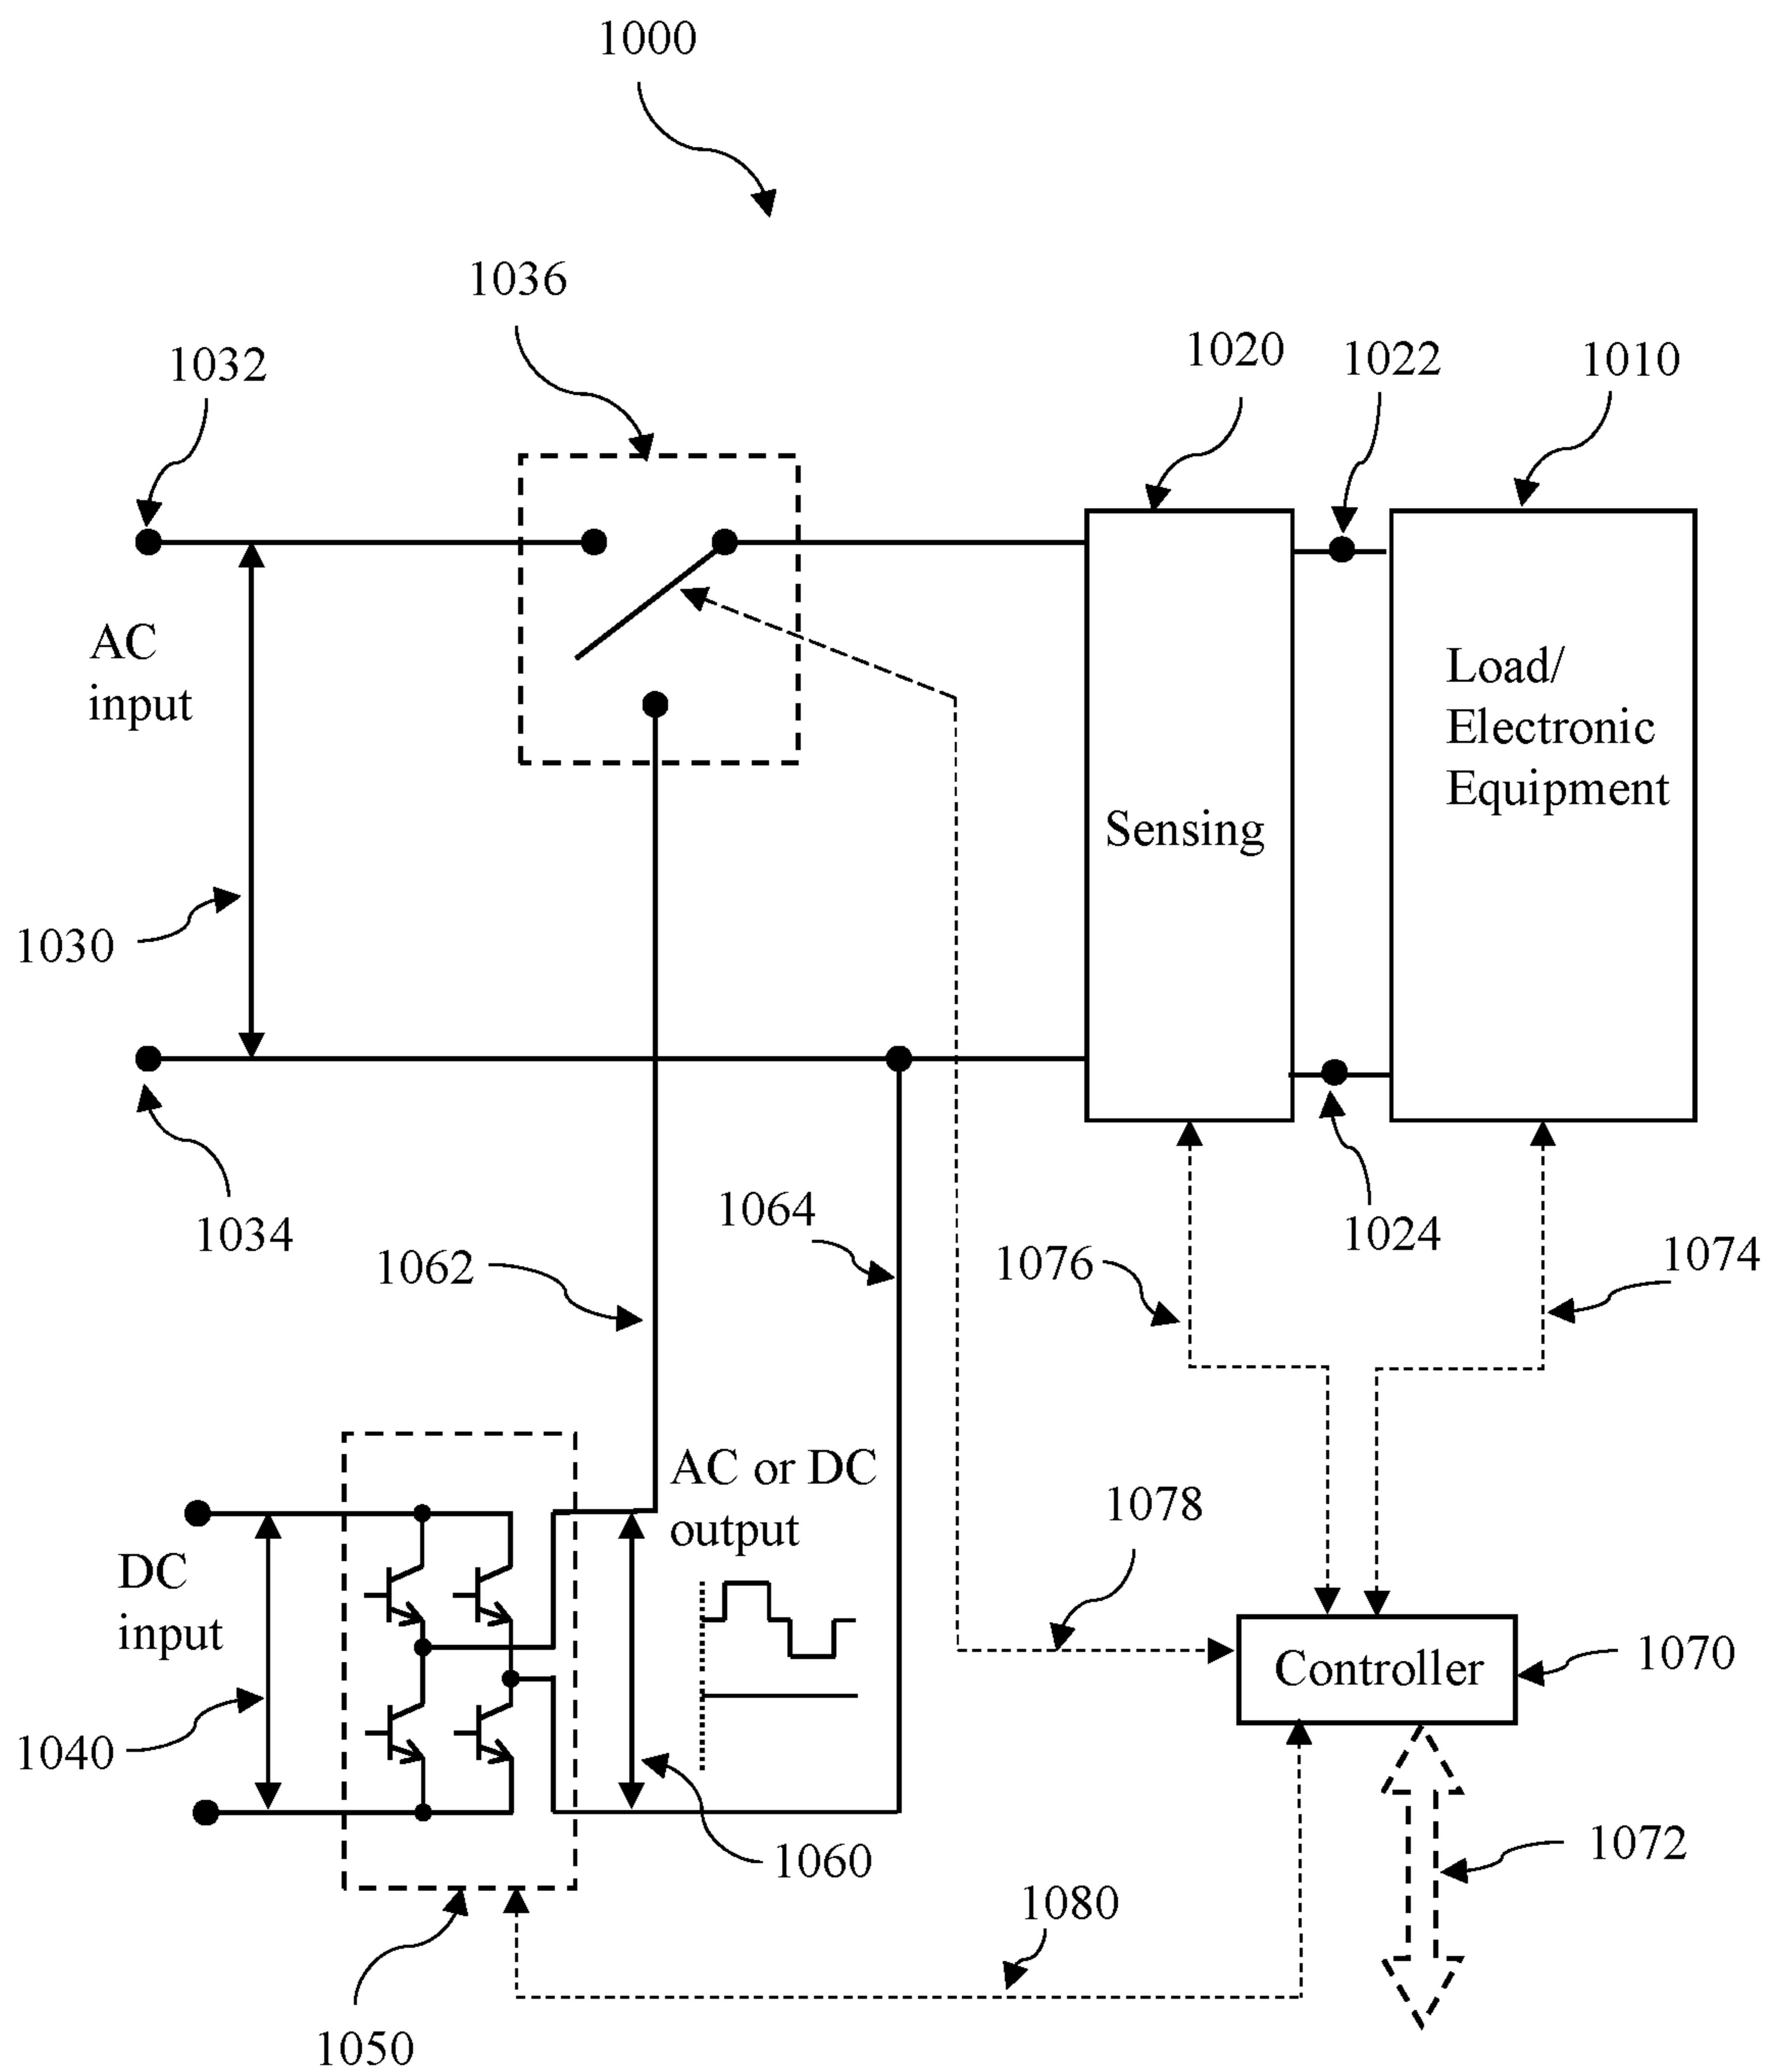 1000
1036
1032
1020
1022
1010
AC
input
Load/
Electronic
Equipment
Sensing
1030
1034
1064
1024
1062
1076
1074
AC or DC
output
1078
DC
input
Controller
1070
1040
1060
1072
1080
1050